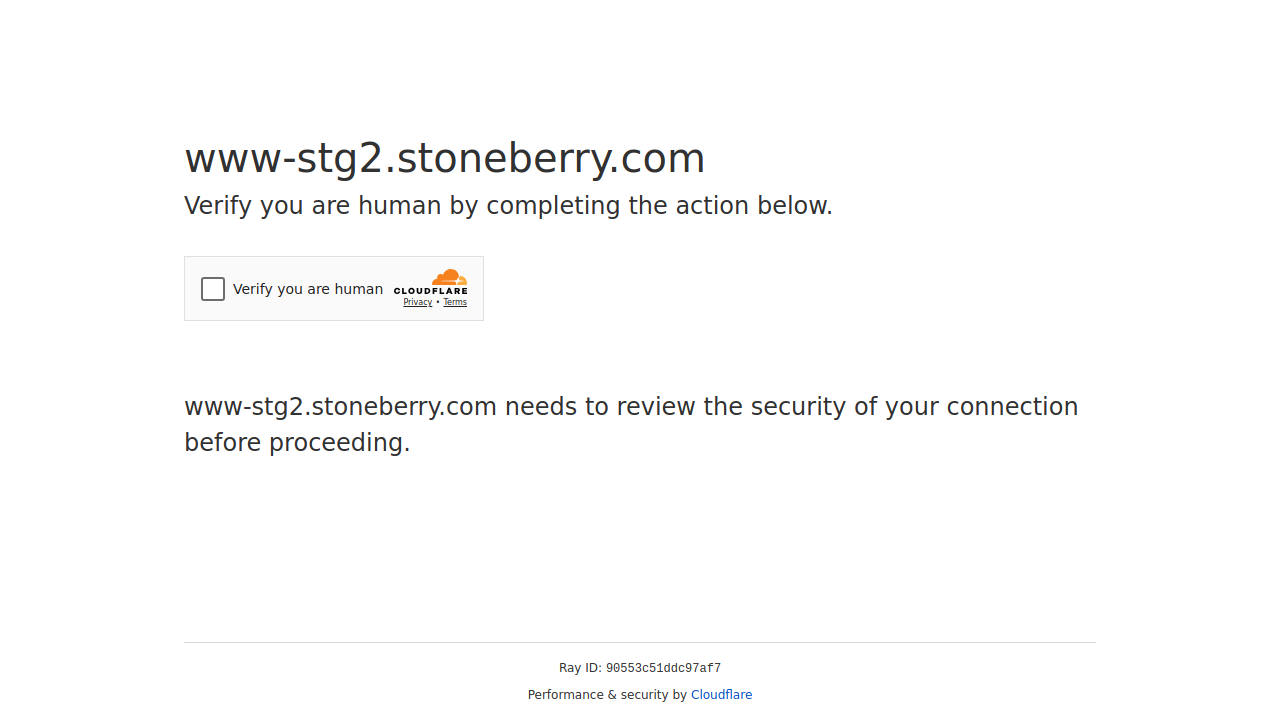 www-stg2.stoneberry.com
Verify you are human by completing the action below.
Verify you are human
CLOUDFLARE
Privacy • Terms
www-stg2.stoneberry.com needs to review the security of your connection
before proceeding.
Ray ID: 90553c51ddc97af7
Performance & security by Cloudflare